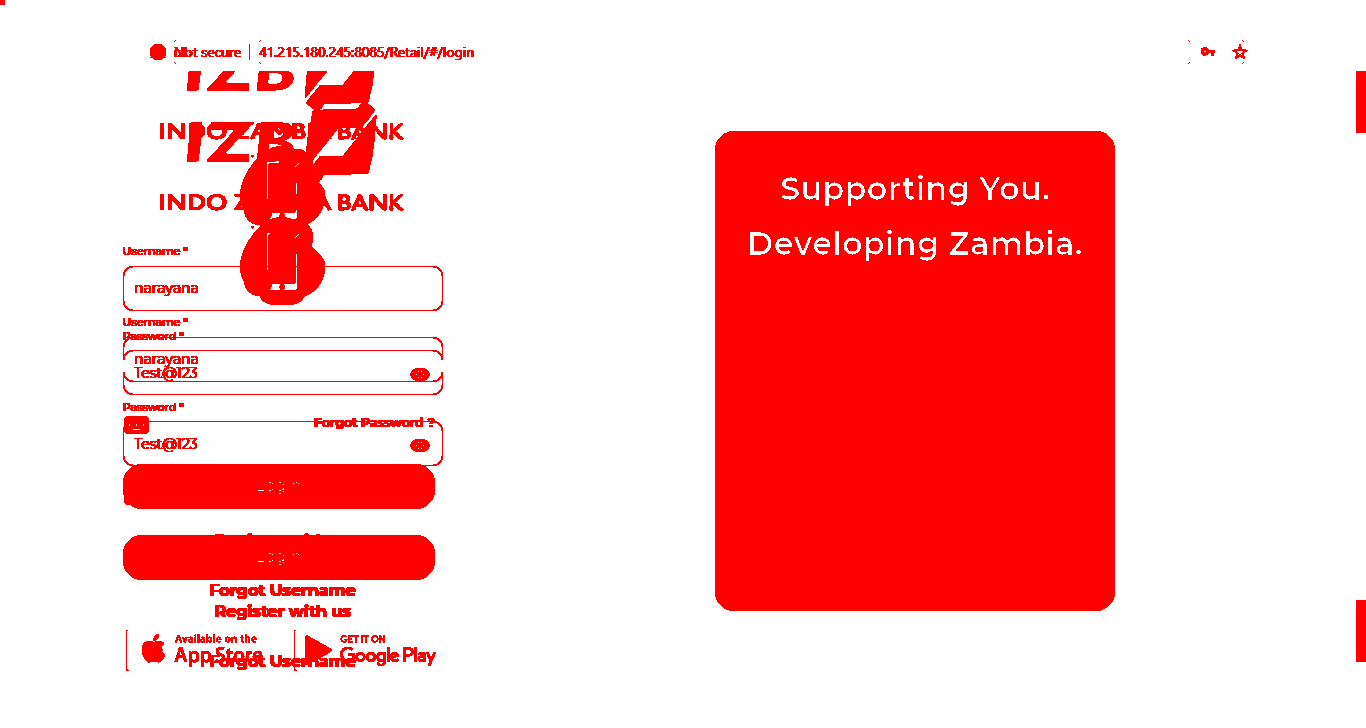 Not secure | 41.215.180.245:8085/Retail/#/login
IZB
INDO ZAMBIA BANK
IZB
INDO ZAMBIA BANK
Username *
narayana
Username *
Password *
narayana
Test@123
Password *
Forgot Password ?
Test@123
Login
Login
Forgot Username
Register with us
Available on the
App Store
GET IT ON
Google Play
Forgot Username
Supporting You.
Developing Zambia.